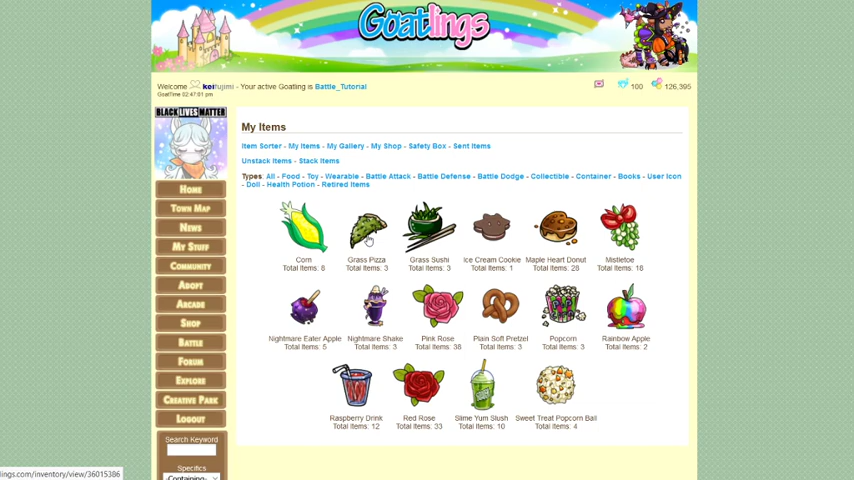 Goatlings
Welcome keifujimi - Your active Goatling is Battle_Tutorial
GoatTime 02:47:01 pm
100
126,395
BLACK LIVES MATTER
Home
Town Map
News
My Stuff
Community
Adopt
Arcade
Shop
Battle
Forum
Explore
Creative Park
Logout
Search Keyword
Specifics
-Containing-
My Items
Item Sorter - My Items - My Gallery - My Shop - Safety Box - Sent Items
Unstack Items - Stack Items
Types: All - Food - Toy - Wearable - Battle Attack - Battle Defense - Battle Dodge - Collectible - Container - Books - User Icon
- Doll - Health Potion - Retired Items
Corn
Total Items: 8
Grass Pizza
Total Items: 3
Grass Sushi
Total Items: 3
Ice Cream Cookie
Total Items: 1
Maple Heart Donut
Total Items: 28
Mistletoe
Total Items: 18
Nightmare Eater Apple
Total Items: 5
Nightmare Shake
Total Items: 3
Pink Rose
Total Items: 38
Plain Soft Pretzel
Total Items: 3
Popcorn
Total Items: 3
Rainbow Apple
Total Items: 2
Raspberry Drink
Total Items: 12
Red Rose
Total Items: 33
Slime Yum Slush
Total Items: 10
Sweet Treat Popcorn Ball
Total Items: 4
lings.com/inventory/view/36015386